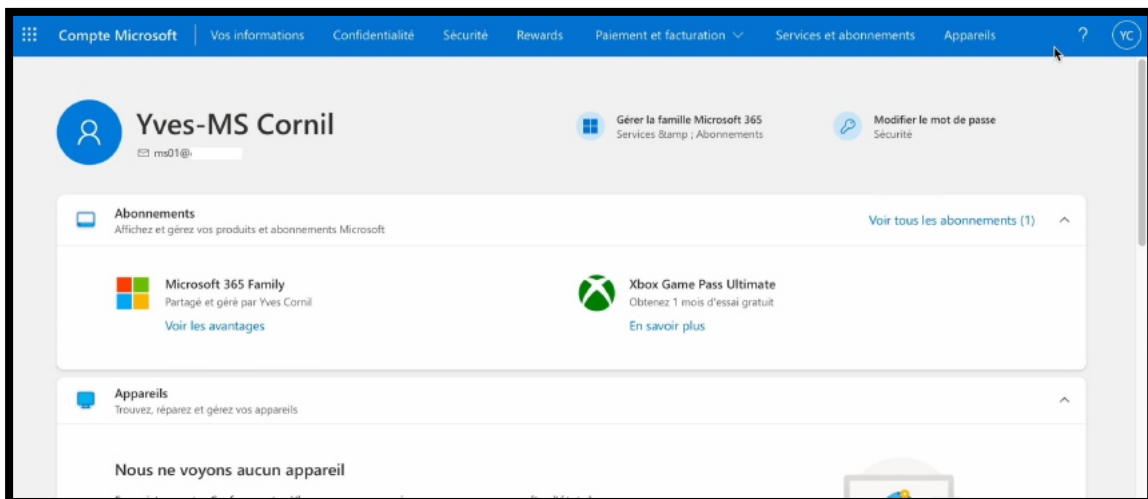 Compte Microsoft Vos informations Confidentialité Sécurité Rewards Paiement et facturation Services et abonnements Appareils ? YC
Yves-MS Cornil
ms01@
Gérer la famille Microsoft 365
Services &amp ; Abonnements
Modifier le mot de passe
Sécurité
Abonnements
Affichez et gérez vos produits et abonnements Microsoft
Voir tous les abonnements (1)
Microsoft 365 Family
Partagé et géré par Yves Cornil
Voir les avantages
Xbox Game Pass Ultimate
Obtenez 1 mois d'essai gratuit
En savoir plus
Appareils
Trouvez, réparez et gérez vos appareils
Nous ne voyons aucun appareil